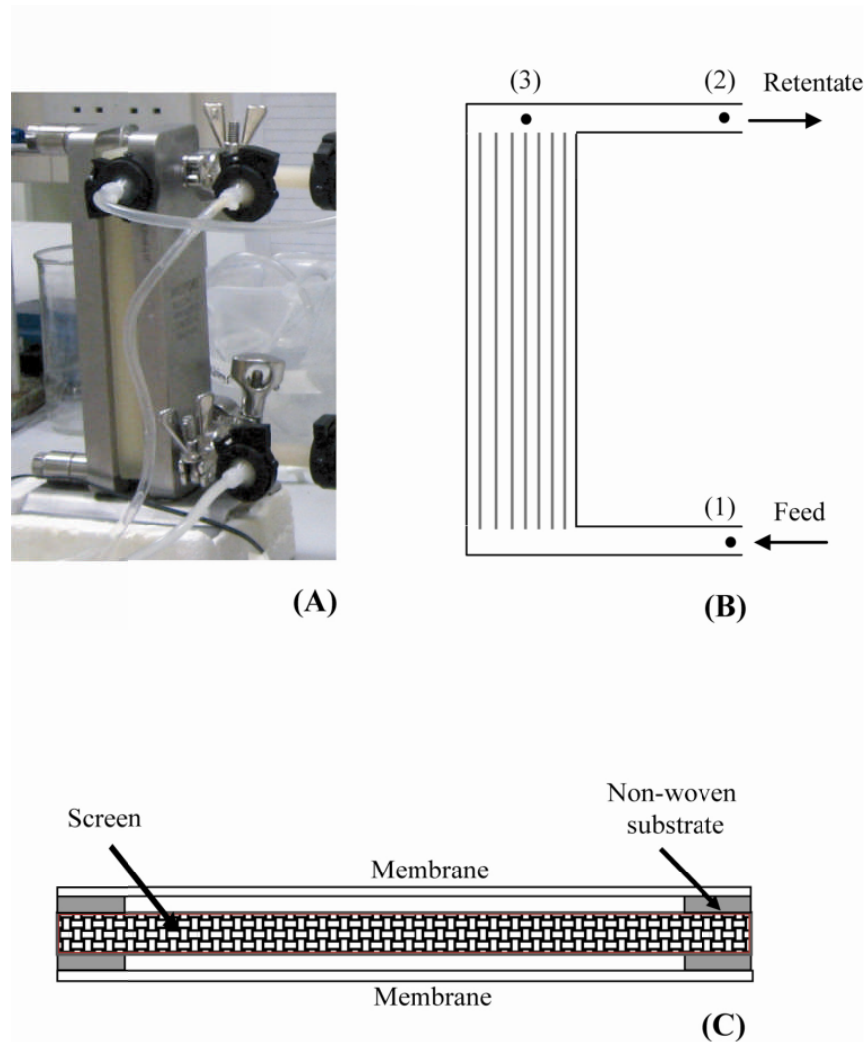 (3)
(2)
Retentate
(1)
Feed
(A)
(B)
Non-woven
substrate
Screen
Membrane
Membrane
(C)